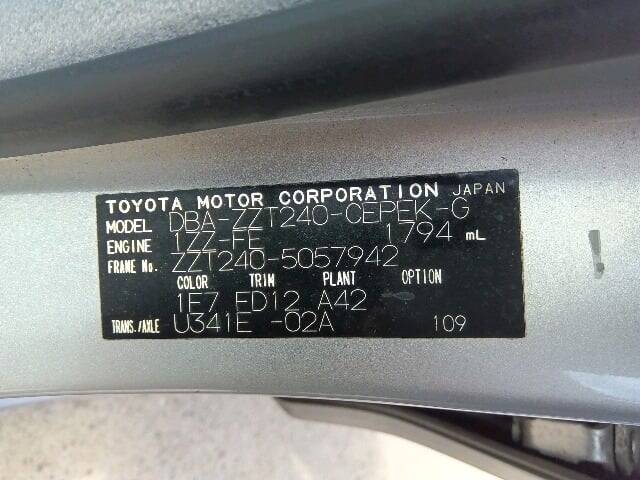 TOYOTA MOTOR CORPORATION JAPAN
MODEL DBA-ZZT240-CEPEK-G
ENGINE 1ZZ-FE 1794 mL
FRAME No. ZZT240-5057942
COLOR TRIM PLANT OPTION
1E7 FD12 A42
TRANS./AXLE U341E -02A 109